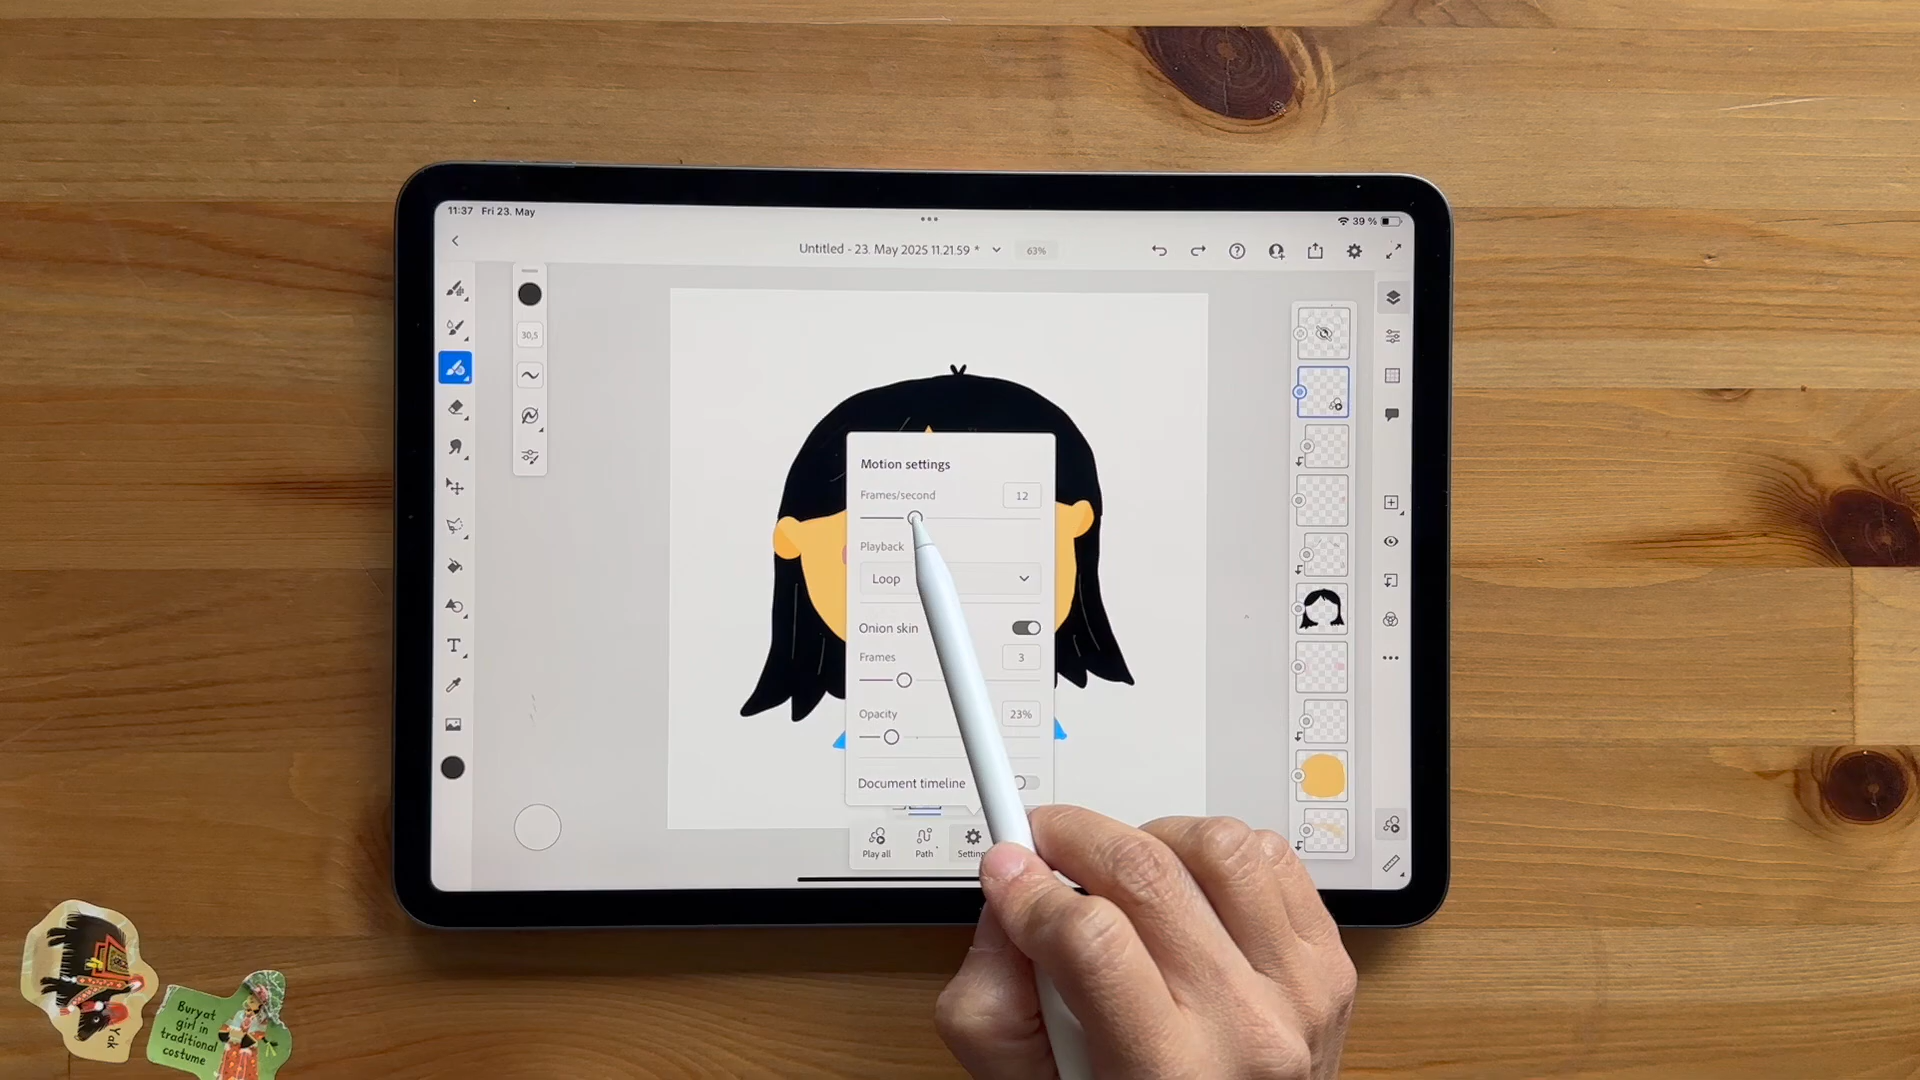 11:37 Fri 23. May
39 %
Untitled - 23. May 2025 11.21.59 *
63%
30,5
Motion settings
Frames/second
12
Playback
Loop
Onion skin
Frames
3
Opacity
23%
Document timeline
Play all
Path
T
Yak
Buryat
girl in
traditional
costume